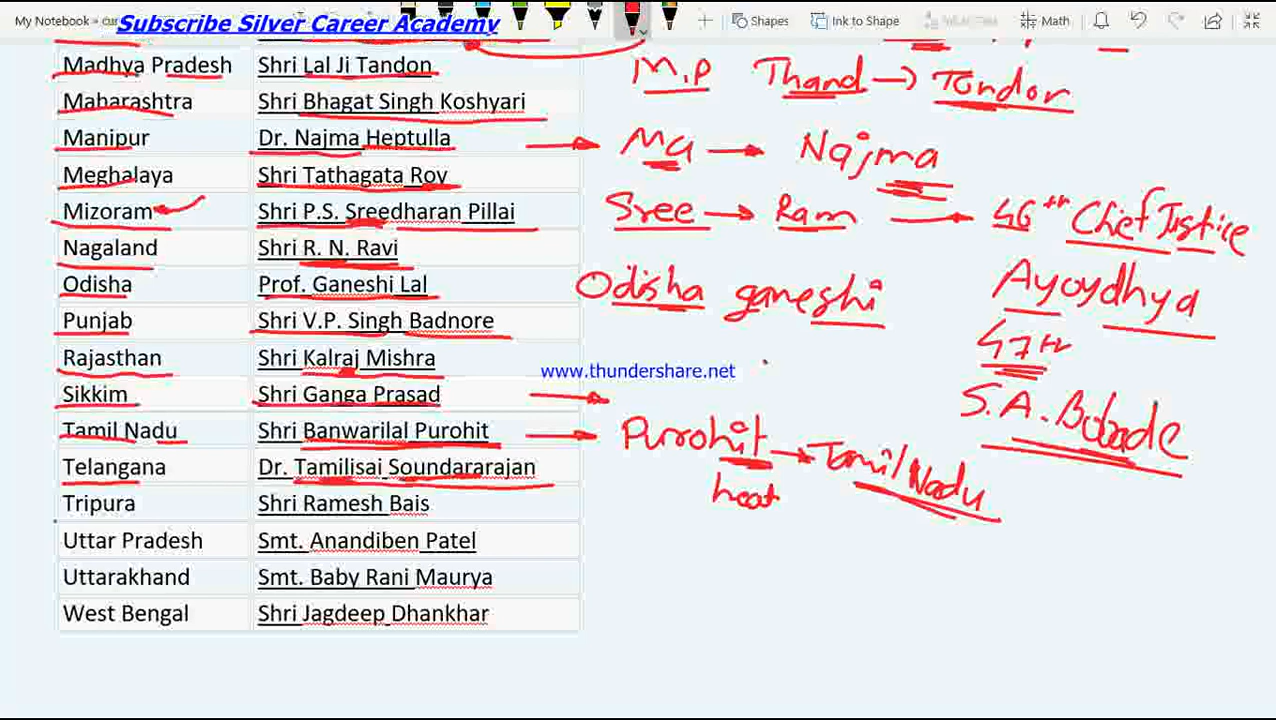 My Notebook
Subscribe Silver Career Academy
Shapes
Ink to Shape
Math
Madhya Pradesh Shri Lal Ji Tandon
M.P Thand → Tandon
Maharashtra Shri Bhagat Singh Koshyari
Manipur Dr. Najma Heptulla
Ma → Najma
Meghalaya Shri Tathagata Roy
Mizoram Shri P.S. Sreedharan Pillai
Sree → Ram → 46th Chief Justice
Nagaland Shri R. N. Ravi
Odisha Prof. Ganeshi Lal
Odisha ganeshi
Ayoydhya
Punjab Shri V.P. Singh Badnore
47th
Rajasthan Shri Kalraj Mishra
www.thundershare.net
Sikkim Shri Ganga Prasad
S.A. Bobade
Tamil Nadu Shri Banwarilal Purohit
Purohit → Tamil Nadu
Telangana Dr. Tamilisai Soundararajan
heat
Tripura Shri Ramesh Bais
Uttar Pradesh Smt. Anandiben Patel
Uttarakhand Smt. Baby Rani Maurya
West Bengal Shri Jagdeep Dhankhar